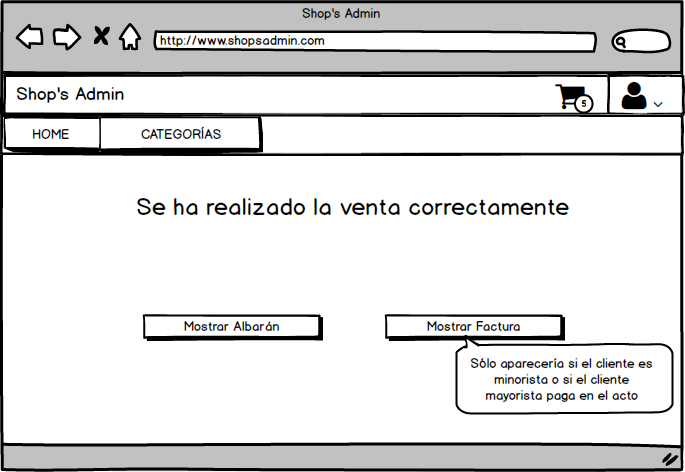 Shop's Admin
http://www.shopsadmin.com
Shop's Admin
5
HOME
CATEGORÍAS
Se ha realizado la venta correctamente
Mostrar Albarán
Mostrar Factura
Sólo aparecería si el cliente es
minorista o si el cliente
mayorista paga en el acto